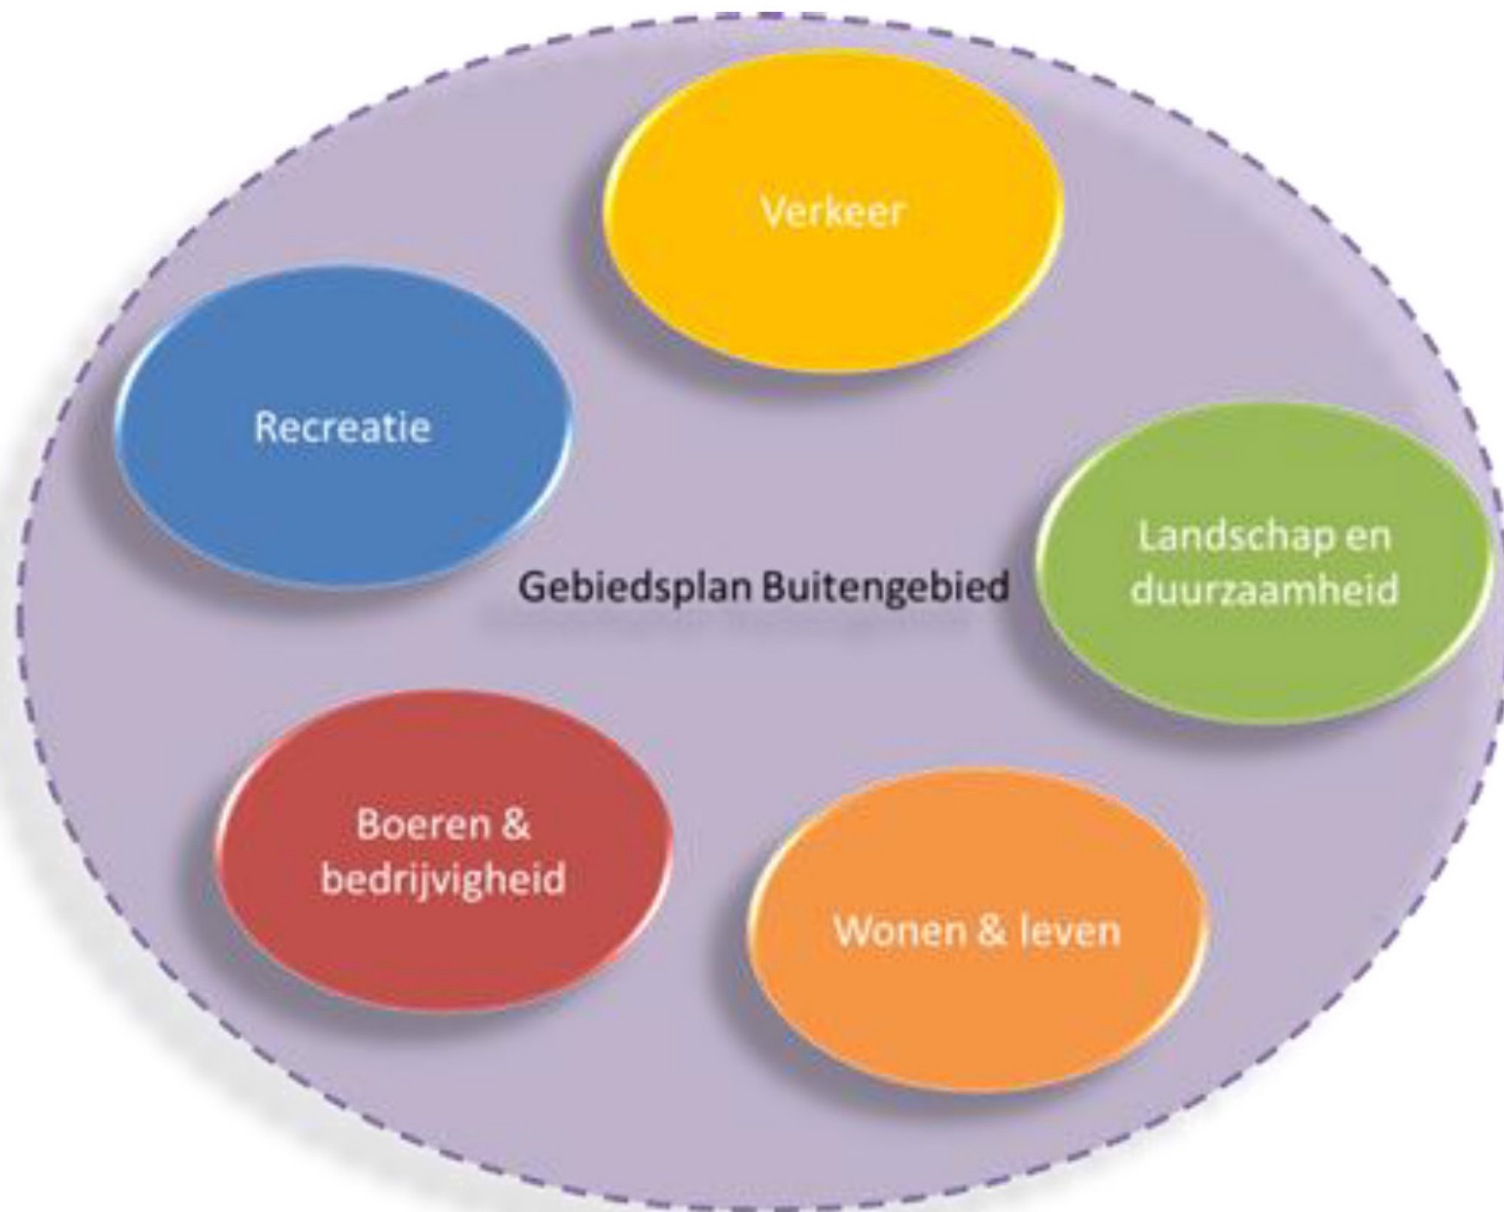 Verkeer
Recreatie
Landschap en
duurzaamheid
Gebiedsplan Buitengebied
Boeren &
bedrijvigheid
Wonen & leven